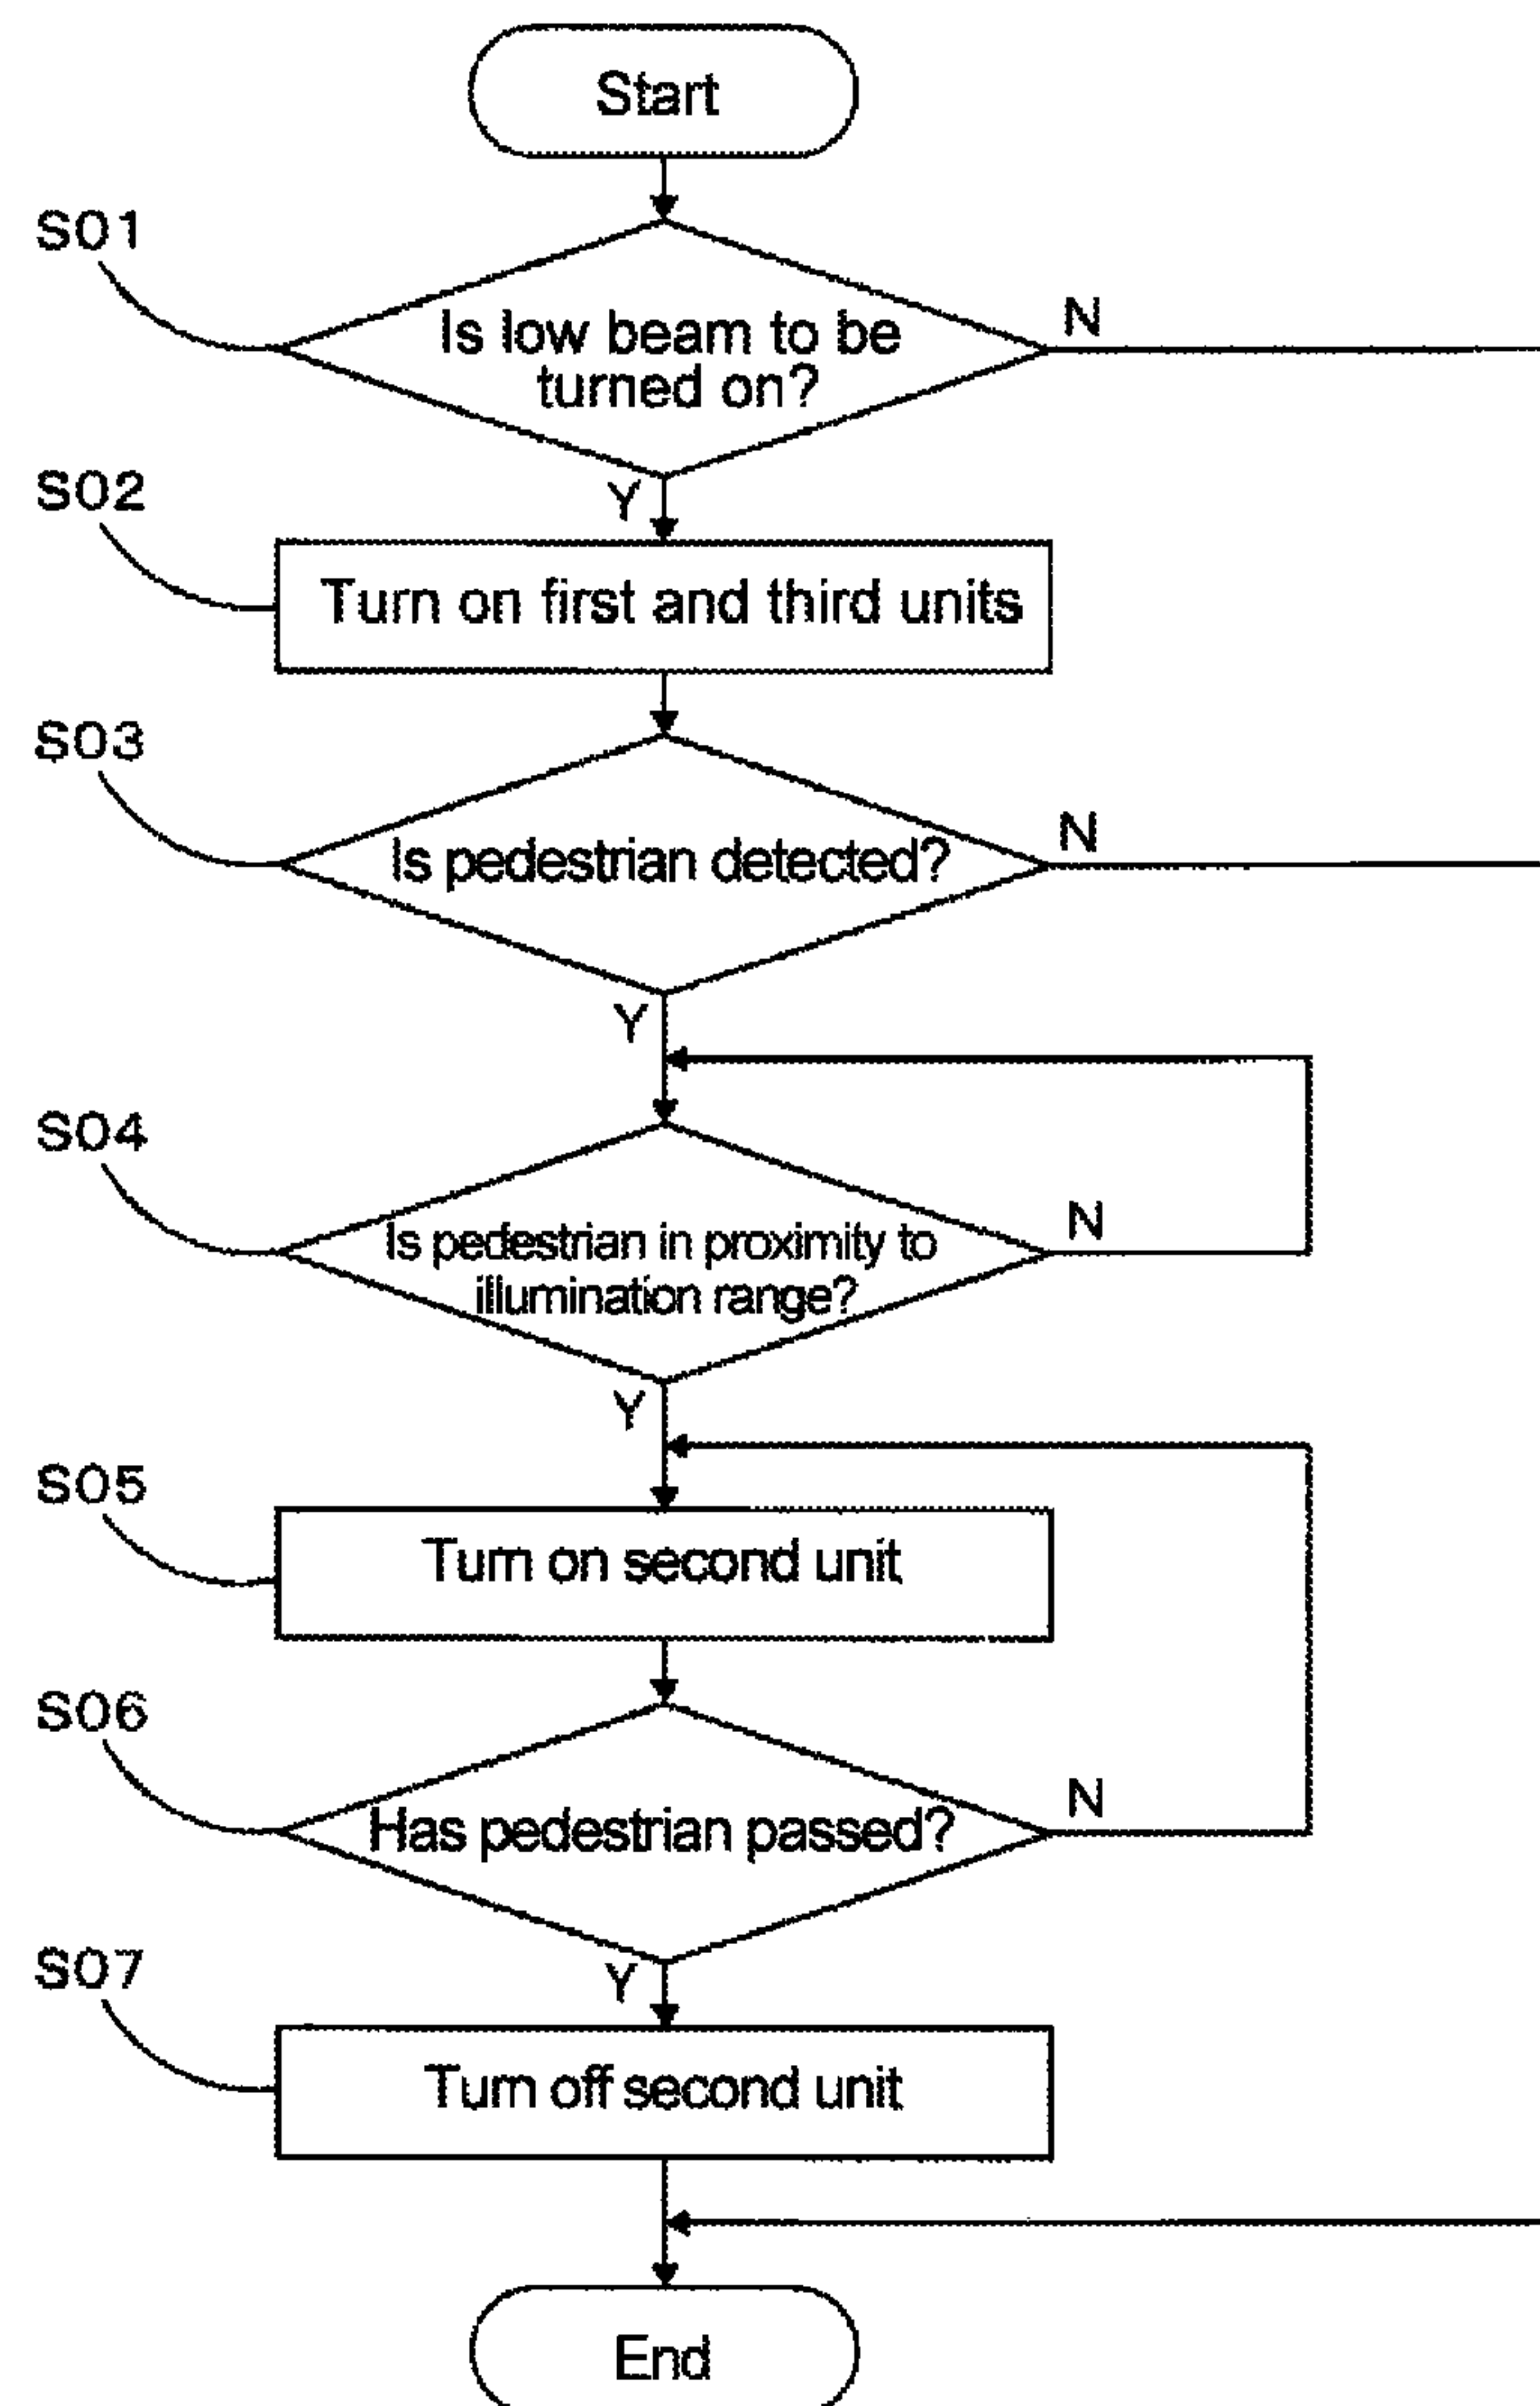 Start
S01
Is low beam to be
turned on?
N
Y
S02
Turn on first and third units
S03
Is pedestrian detected?
N
Y
S04
Is pedestrian in proximity to
illumination range?
N
Y
S05
Turn on second unit
S06
Has pedestrian passed?
N
Y
S07
Turn off second unit
End